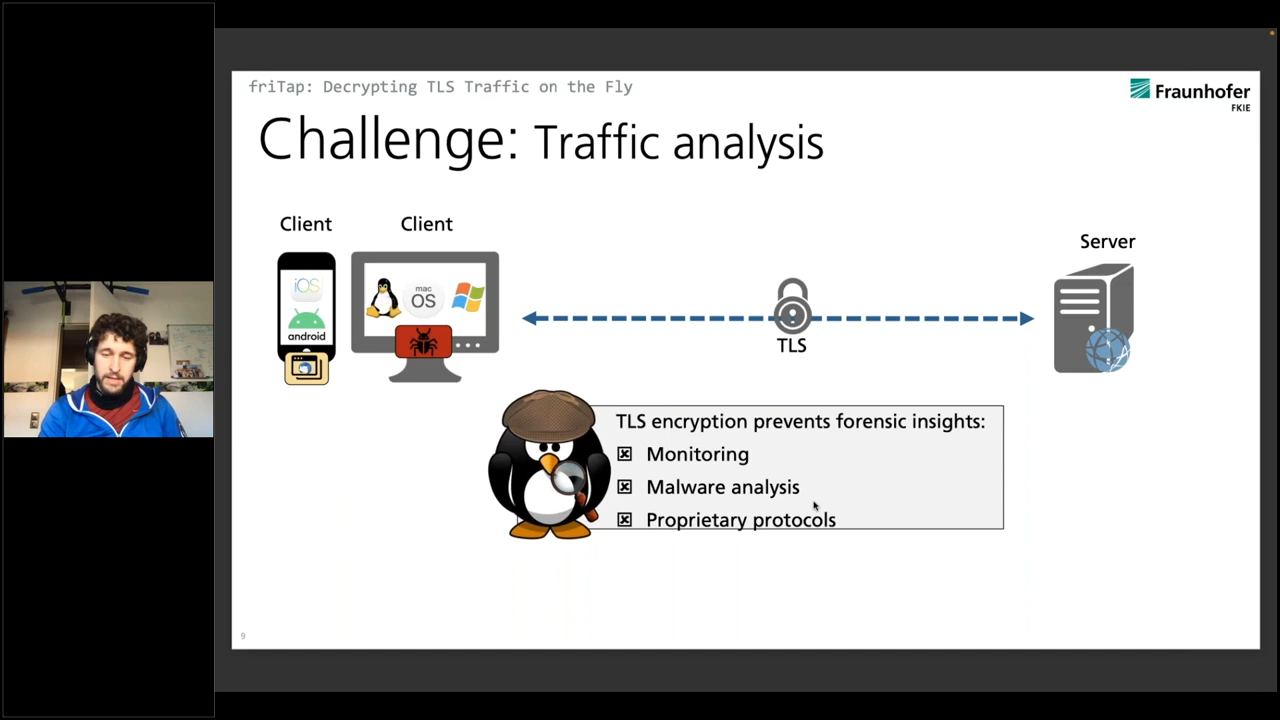 friTap: Decrypting TLS Traffic on the Fly
Fraunhofer
FKIE
Challenge: Traffic analysis
Client
Client
Server
iOS
android
mac
OS
TLS
TLS encryption prevents forensic insights:
Monitoring
Malware analysis
Proprietary protocols
9